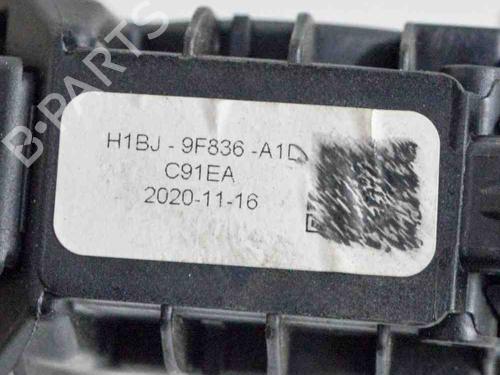 B-PARTS
H1BJ - 9F836 -A1D
C91EA
2020-11-16